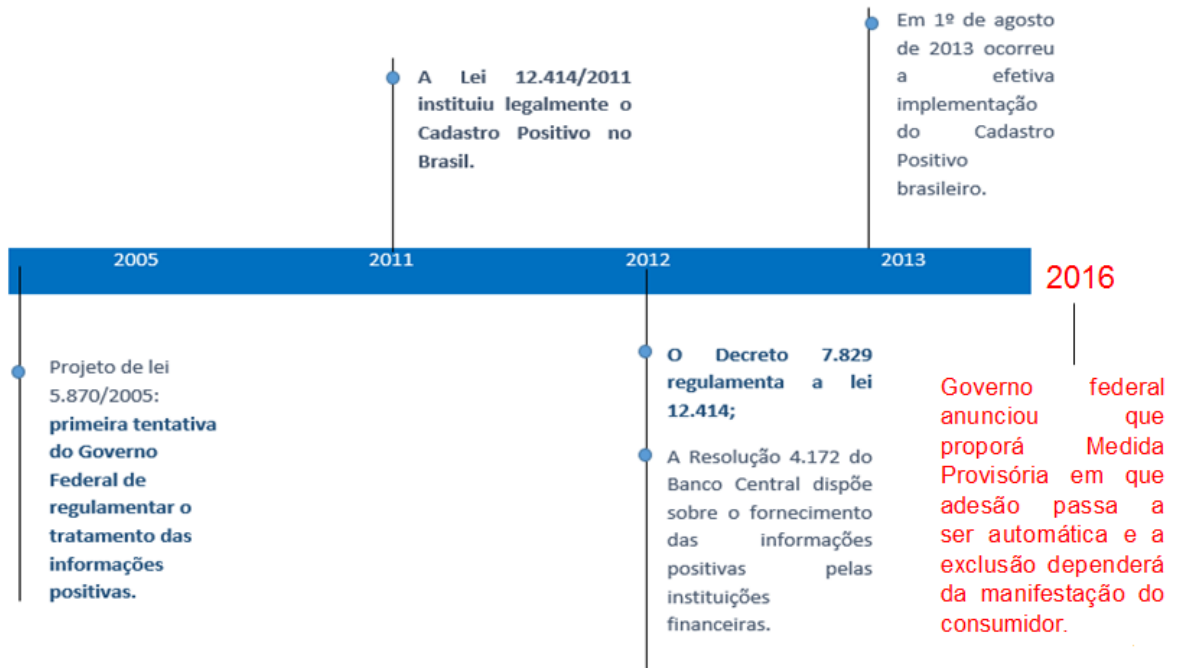 Em 1º de agosto
de 2013 ocorreu
a efetiva
implementação
do Cadastro
Positivo
brasileiro.
A Lei 12.414/2011
instituiu legalmente o
Cadastro Positivo no
Brasil.
2005
2011
2012
2013
2016
Projeto de lei
5.870/2005:
primeira tentativa
do Governo
Federal de
regulamentar o
tratamento das
informações
positivas.
O Decreto 7.829
regulamenta a lei
12.414;
A Resolução 4.172 do
Banco Central dispõe
sobre o fornecimento
das informações
positivas pelas
instituições
financeiras.
Governo federal
anunciou que
proporá Medida
Provisória em que
adesão passa a
ser automática e a
exclusão dependerá
da manifestação do
consumidor.